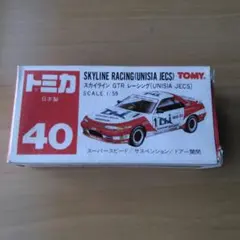 トミカ
日本製
40
SKYLINE RACING(UNISIA JECS)
TOMY
スカイライン GTR レーシング(UNISIA-JECS)
SCALE 1/59
スーパースピード/サスペンション/ドアー開閉